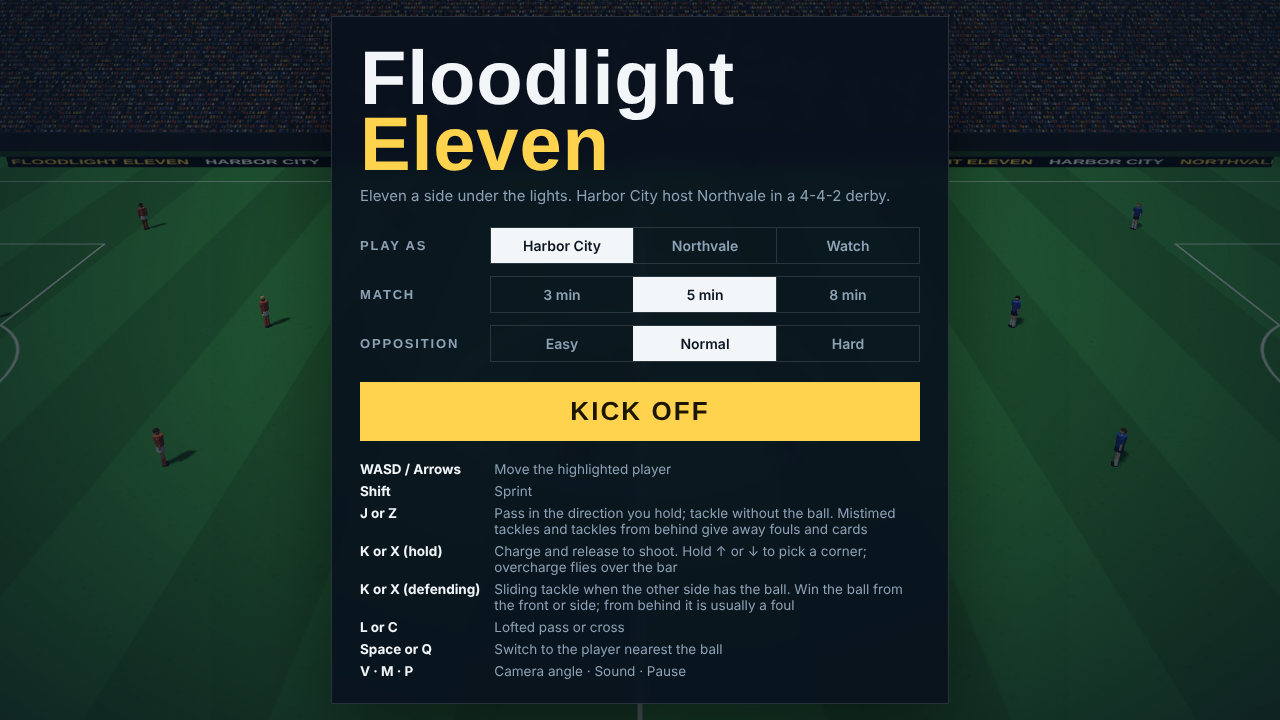 Floodlight
Eleven
FLOODLIGHT ELEVEN HARBOR CITY
HARBOR CITY
Eleven a side under the lights. Harbor City host Northvale in a 4-4-2 derby.
PLAY AS Harbor City Northvale Watch
MATCH 3 min 5 min 8 min
OPPOSITION Easy Normal Hard
KICK OFF
WASD / Arrows Move the highlighted player
Shift Sprint
J or Z Pass in the direction you hold; tackle without the ball. Mistimed
tackles and tackles from behind give away fouls and cards
K or X (hold) Charge and release to shoot. Hold ↑ or ↓ to pick a corner;
overcharge flies over the bar
K or X (defending) Sliding tackle when the other side has the ball. Win the ball from
the front or side; from behind it is usually a foul
L or C Lofted pass or cross
Space or Q Switch to the player nearest the ball
V · M · P Camera angle · Sound · Pause